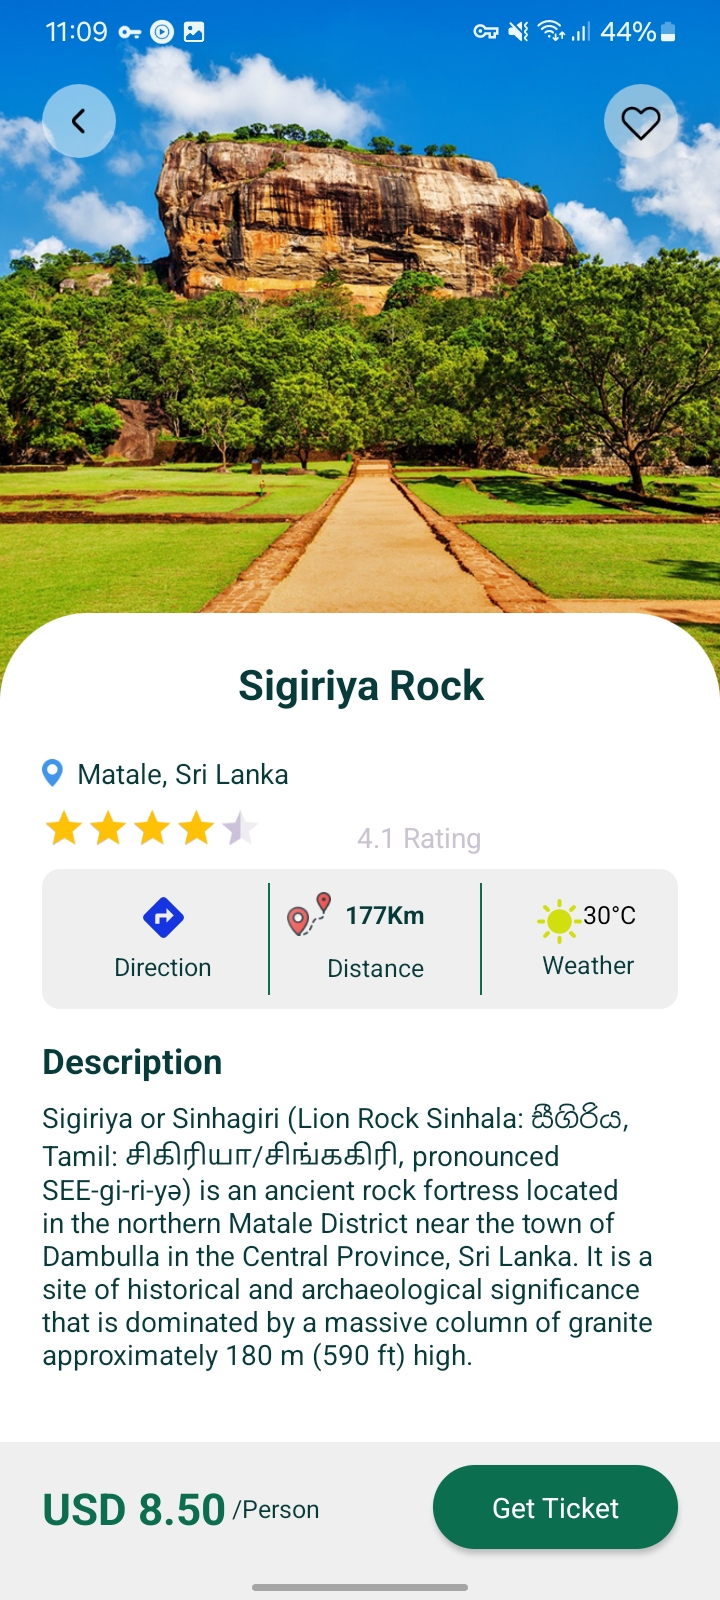 11:09 44%
Sigiriya Rock
Matale, Sri Lanka
4.1 Rating
177Km 30°C
Direction Distance Weather
Description
Sigiriya or Sinhagiri (Lion Rock Sinhala: සීගිරිය,
Tamil: சிகிரியா/சிங்ககிரி, pronounced
SEE-gi-ri-yə) is an ancient rock fortress located
in the northern Matale District near the town of
Dambulla in the Central Province, Sri Lanka. It is a
site of historical and archaeological significance
that is dominated by a massive column of granite
approximately 180 m (590 ft) high.
USD 8.50 /Person Get Ticket